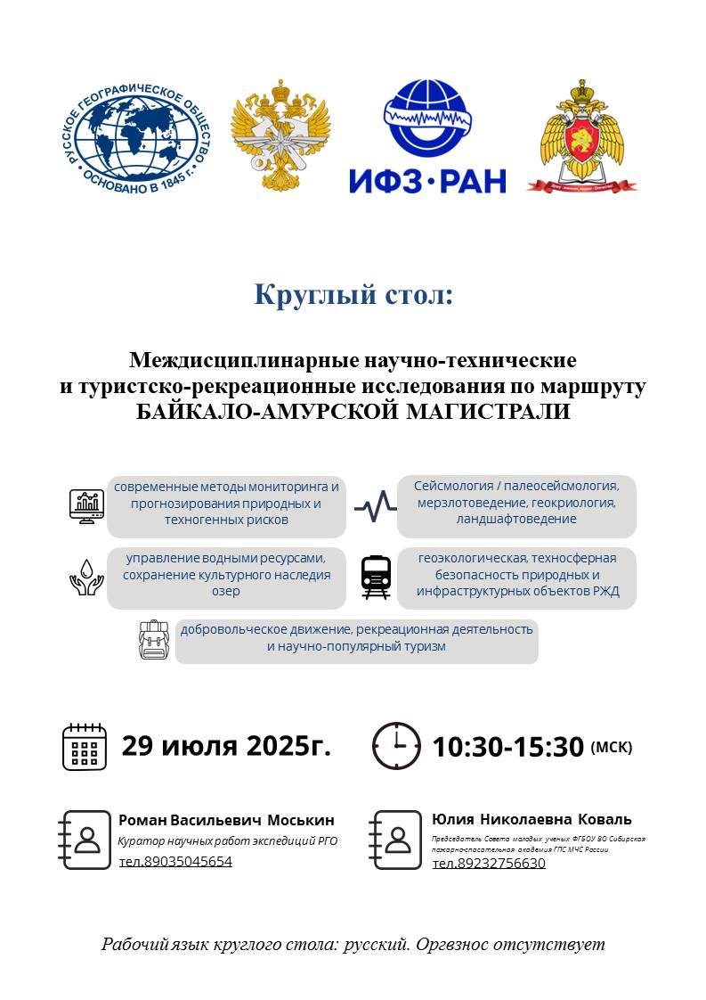 РУССКОЕ ГЕОГРАФИЧЕСКОЕ ОБЩЕСТВО
• ОСНОВАНО В 1845 г. •
ИФЗ·РАН
Круглый стол:
Междисциплинарные научно-технические
и туристско-рекреационные исследования по маршруту
БАЙКАЛО-АМУРСКОЙ МАГИСТРАЛИ
современные методы мониторинга и
прогнозирования природных и
техногенных рисков
Сейсмология / палеосейсмология,
мерзлотоведение, геокриология,
ландшафтоведение
управление водными ресурсами,
сохранение культурного наследия
озер
геоэкологическая, техносферная
безопасность природных и
инфраструктурных объектов РЖД
добровольческое движение, рекреационная деятельность
и научно-популярный туризм
29 июля 2025г.
10:30-15:30 (МСК)
Роман Васильевич Моськин
Куратор научных работ экспедиций РГО
тел.89035045654
Юлия Николаевна Коваль
Председатель Совета молодых ученых ФГБОУ ВО Сибирская
пожарно-спасательная академия ГПС МЧС России
тел.89232756630
Рабочий язык круглого стола: русский. Оргвзнос отсутствует